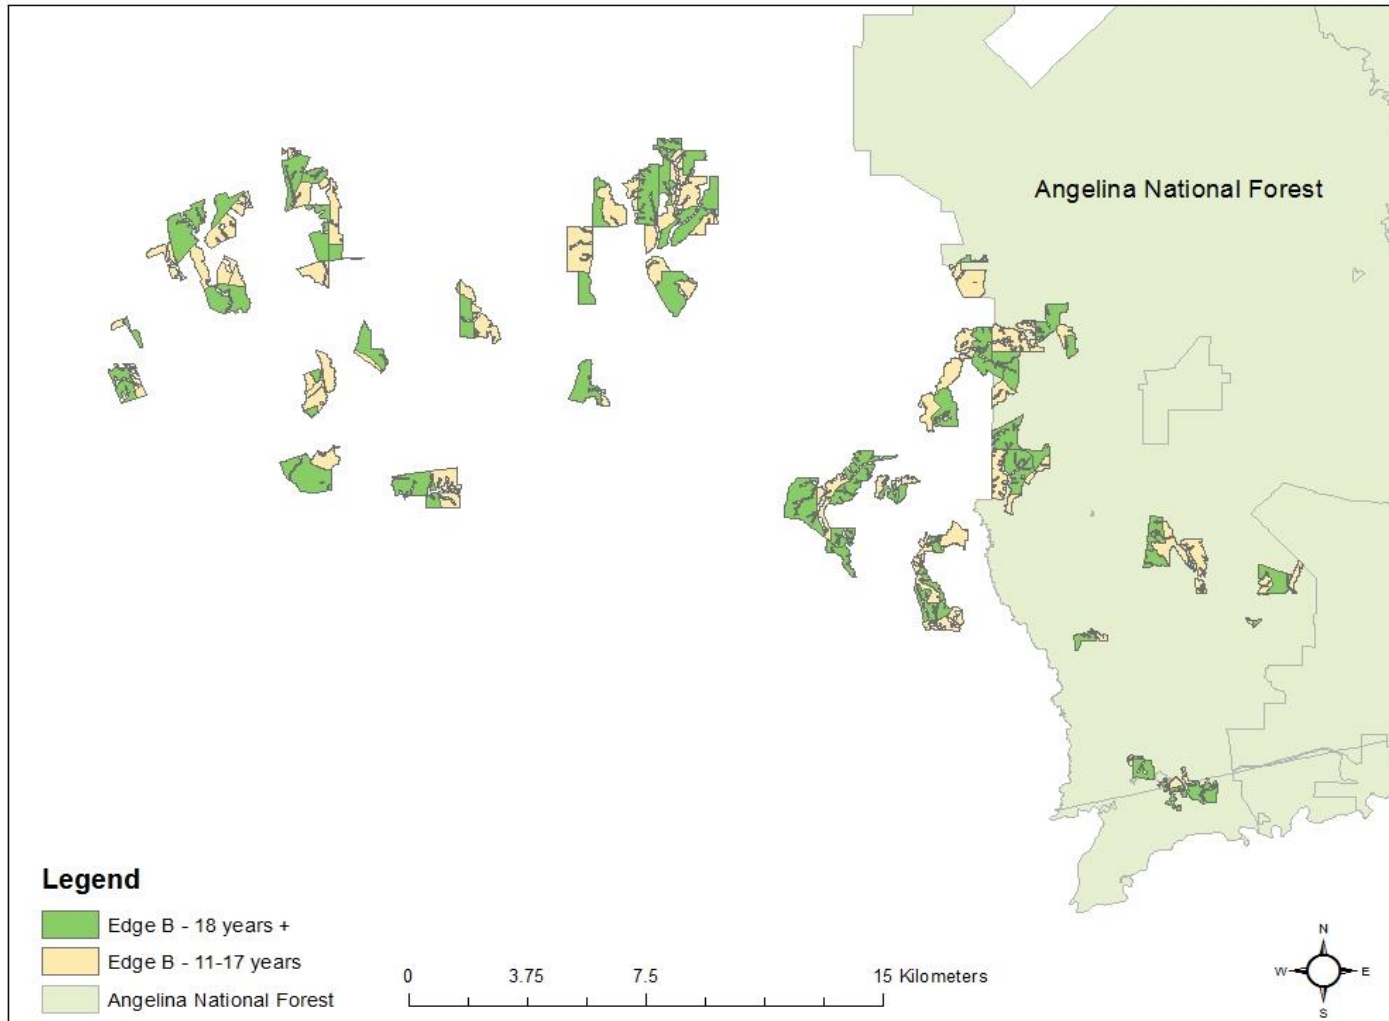 Angelina National Forest
Legend
Edge B - 18 years +
Edge B - 11-17 years
Angelina National Forest
0 3.75 7.5 15 Kilometers
N
W E
S